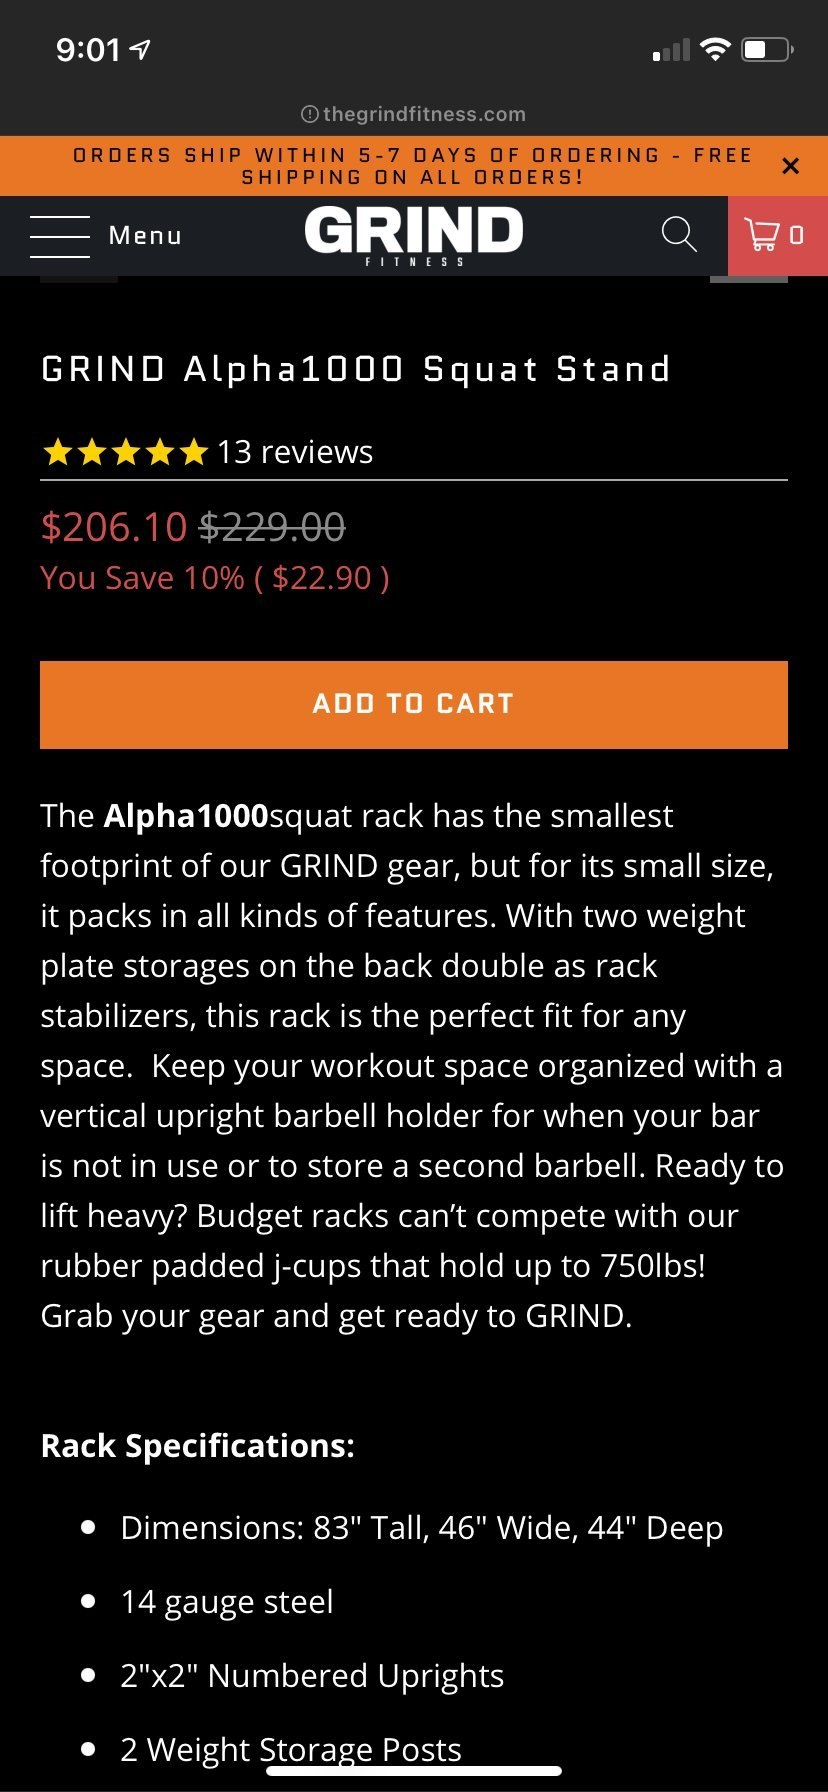 9:01
thegrindfitness.com
ORDERS SHIP WITHIN 5-7 DAYS OF ORDERING - FREE
SHIPPING ON ALL ORDERS!
Menu
GRIND
FITNESS
0
GRIND Alpha1000 Squat Stand
13 reviews
$206.10 $229.00
You Save 10% ( $22.90 )
ADD TO CART
The Alpha1000squat rack has the smallest
footprint of our GRIND gear, but for its small size,
it packs in all kinds of features. With two weight
plate storages on the back double as rack
stabilizers, this rack is the perfect fit for any
space.  Keep your workout space organized with a
vertical upright barbell holder for when your bar
is not in use or to store a second barbell. Ready to
lift heavy? Budget racks can’t compete with our
rubber padded j-cups that hold up to 750lbs!
Grab your gear and get ready to GRIND.
Rack Specifications:
Dimensions: 83" Tall, 46" Wide, 44" Deep
14 gauge steel
2"x2" Numbered Uprights
2 Weight Storage Posts